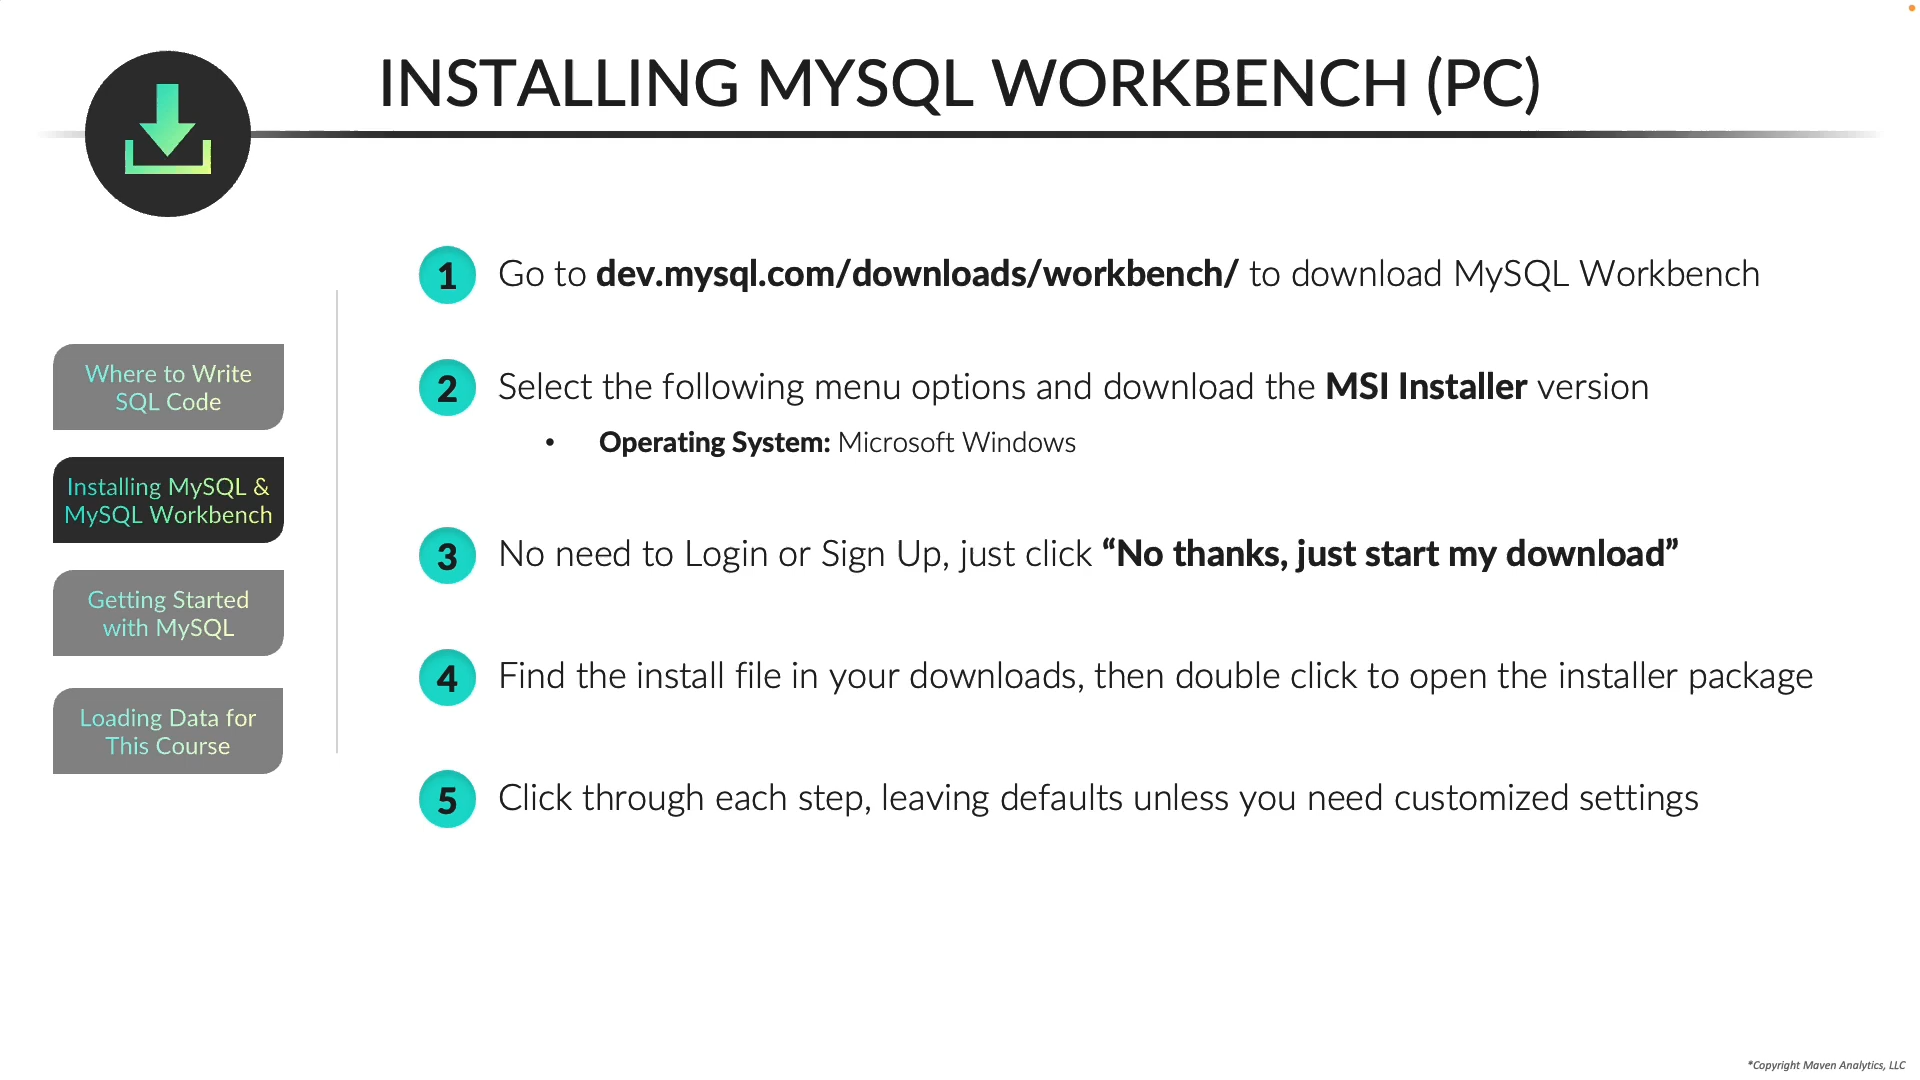 INSTALLING MYSQL WORKBENCH (PC)
Where to Write
SQL Code
Installing MySQL &
MySQL Workbench
Getting Started
with MySQL
Loading Data for
This Course
1 Go to dev.mysql.com/downloads/workbench/ to download MySQL Workbench
2 Select the following menu options and download the MSI Installer version
• Operating System: Microsoft Windows
3 No need to Login or Sign Up, just click “No thanks, just start my download”
4 Find the install file in your downloads, then double click to open the installer package
5 Click through each step, leaving defaults unless you need customized settings
*Copyright Maven Analytics, LLC